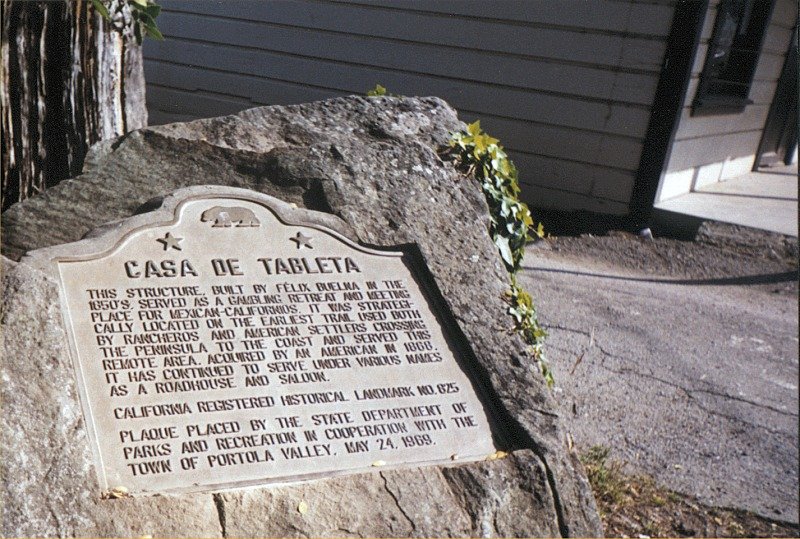 CASA DE TABLETA
THIS STRUCTURE, BUILT BY FÉLIX BUELNA IN THE
1850'S, SERVED AS A GAMBLING RETREAT AND MEETING
PLACE FOR MEXICAN-CALIFORNIOS. IT WAS STRATEGI-
CALLY LOCATED ON THE EARLIEST TRAIL USED BOTH
BY RANCHEROS AND AMERICAN SETTLERS CROSSING
THE PENINSULA TO THE COAST AND SERVED THIS
REMOTE AREA. ACQUIRED BY AN AMERICAN IN 1868
IT HAS CONTINUED TO SERVE UNDER VARIOUS NAMES
AS A ROADHOUSE AND SALOON.
CALIFORNIA REGISTERED HISTORICAL LANDMARK NO. 825
PLAQUE PLACED BY THE STATE DEPARTMENT OF
PARKS AND RECREATION IN COOPERATION WITH THE
TOWN OF PORTOLA VALLEY, MAY 24, 1969.